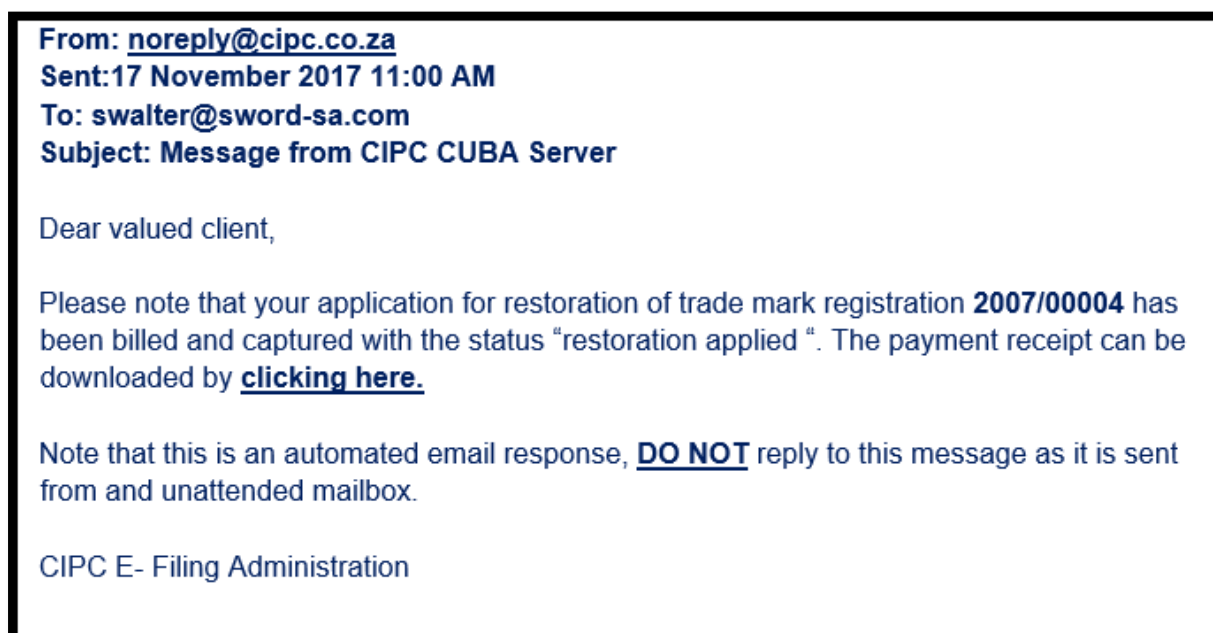 From: noreply@cipc.co.za
Sent:17 November 2017 11:00 AM
To: swalter@sword-sa.com
Subject: Message from CIPC CUBA Server
Dear valued client,
Please note that your application for restoration of trade mark registration 2007/00004 has
been billed and captured with the status “restoration applied “. The payment receipt can be
downloaded by clicking here.
Note that this is an automated email response, DO NOT reply to this message as it is sent
from and unattended mailbox.
CIPC E- Filing Administration